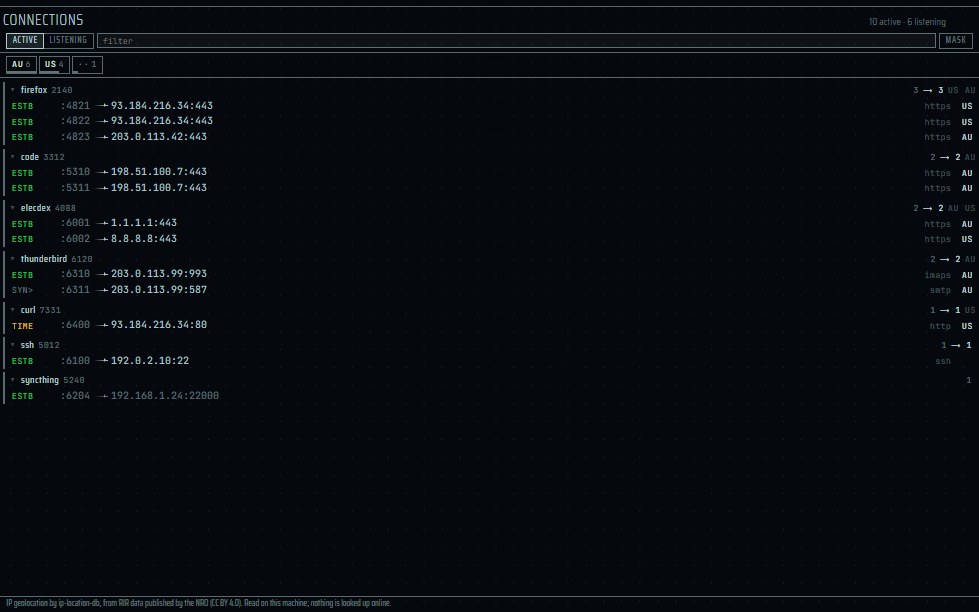 CONNECTIONS 10 active · 6 listening
ACTIVE LISTENING filter MASK
AU 6 US 4 ·· 1
firefox 2140 3 → 3 US AU
ESTB :4821 → 93.184.216.34:443 https US
ESTB :4822 → 93.184.216.34:443 https US
ESTB :4823 → 203.0.113.42:443 https AU
code 3312 2 → 2 AU
ESTB :5310 → 198.51.100.7:443 https AU
ESTB :5311 → 198.51.100.7:443 https AU
elecdex 4088 2 → 2 AU US
ESTB :6001 → 1.1.1.1:443 https AU
ESTB :6002 → 8.8.8.8:443 https US
thunderbird 6120 2 → 2 AU
ESTB :6310 → 203.0.113.99:993 imaps AU
SYN> :6311 → 203.0.113.99:587 smtp AU
curl 7331 1 → 1 US
TIME :6400 → 93.184.216.34:80 http US
ssh 5012 1 → 1
ESTB :6100 → 192.0.2.10:22 ssh
syncthing 5240 1
ESTB :6204 → 192.168.1.24:22000
IP geolocation by ip-location-db, from RIR data published by the NRO (CC BY 4.0). Read on this machine; nothing is looked up online.